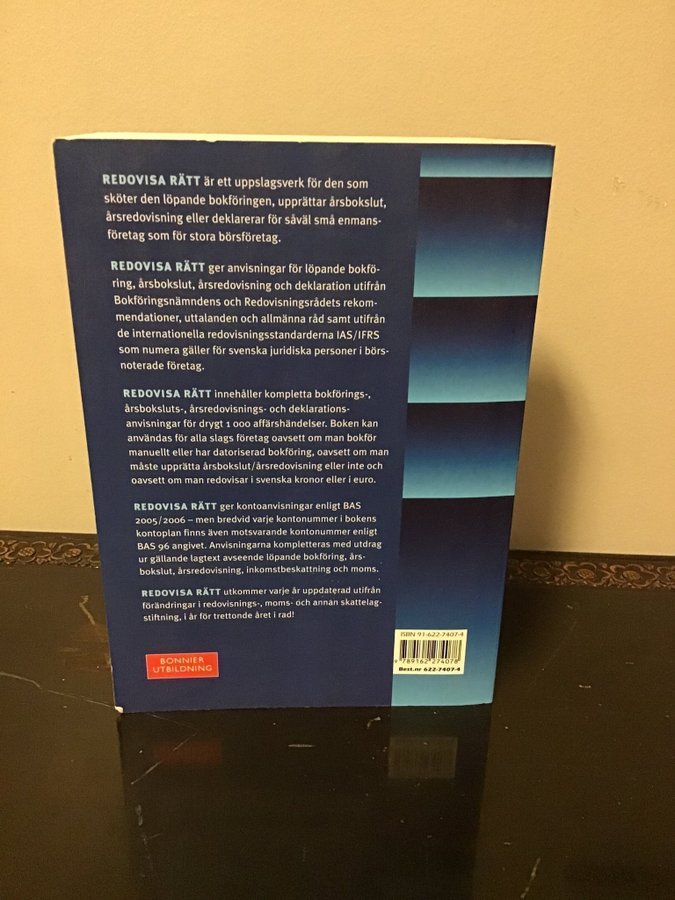 REDOVISA RÄTT är ett uppslagsverk för den som
sköter den löpande bokföringen, upprättar årsbokslut,
årsredovisning eller deklarerar för såväl små enmans-
företag som för stora börsföretag.
REDOVISA RÄTT ger anvisningar för löpande bokfö-
ring, årsbokslut, årsredovisning och deklaration utifrån
Bokföringsnämndens och Redovisningsrådets rekom-
mendationer, uttalanden och allmänna råd samt utifrån
de internationella redovisningsstandarderna IAS/IFRS
som numera gäller för svenska juridiska personer i börs-
noterade företag.
REDOVISA RÄTT innehåller kompletta bokförings-,
årsboksluts-, årsredovisnings- och deklarations-
anvisningar för drygt 1 000 affärshändelser. Boken kan
användas för alla slags företag oavsett om man bokför
manuellt eller har datoriserad bokföring, oavsett om man
måste upprätta årsbokslut/årsredovisning eller inte och
oavsett om man redovisar i svenska kronor eller i euro.
REDOVISA RÄTT ger kontoanvisningar enligt BAS
2005/2006 – men bredvid varje kontonummer i bokens
kontoplan finns även motsvarande kontonummer enligt
BAS 96 angivet. Anvisningarna kompletteras med utdrag
ur gällande lagtext avseende löpande bokföring, års-
bokslut, årsredovisning, inkomstbeskattning och moms.
REDOVISA RÄTT utkommer varje år uppdaterad utifrån
förändringar i redovisnings-, moms- och annan skattelag-
stiftning, i år för trettonde året i rad!
BONNIER
UTBILDNING
ISBN 91-622-7407-4
9 789162 274078
Best.nr 622-7407-4